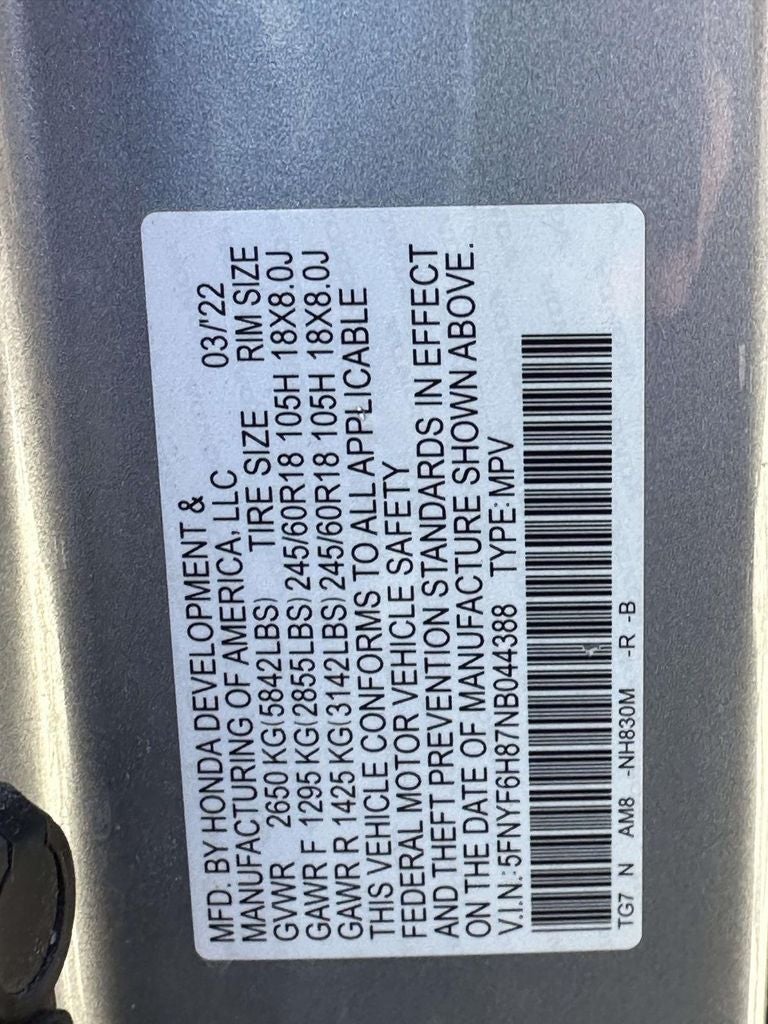 MFD. BY HONDA DEVELOPMENT &
MANUFACTURING OF AMERICA, LLC 03/'22
GVWR 2650 KG(5842LBS) TIRE SIZE RIM SIZE
GAWR F 1295 KG(2855LBS) 245/60R18 105H 18X8.0J
GAWR R 1425 KG(3142LBS) 245/60R18 105H 18X8.0J
THIS VEHICLE CONFORMS TO ALL APPLICABLE
FEDERAL MOTOR VEHICLE SAFETY
AND THEFT PREVENTION STANDARDS IN EFFECT
ON THE DATE OF MANUFACTURE SHOWN ABOVE.
V.I.N.:5FNYF6H87NB044388 TYPE:MPV
TG7 N AM8 -NH830M -R -B